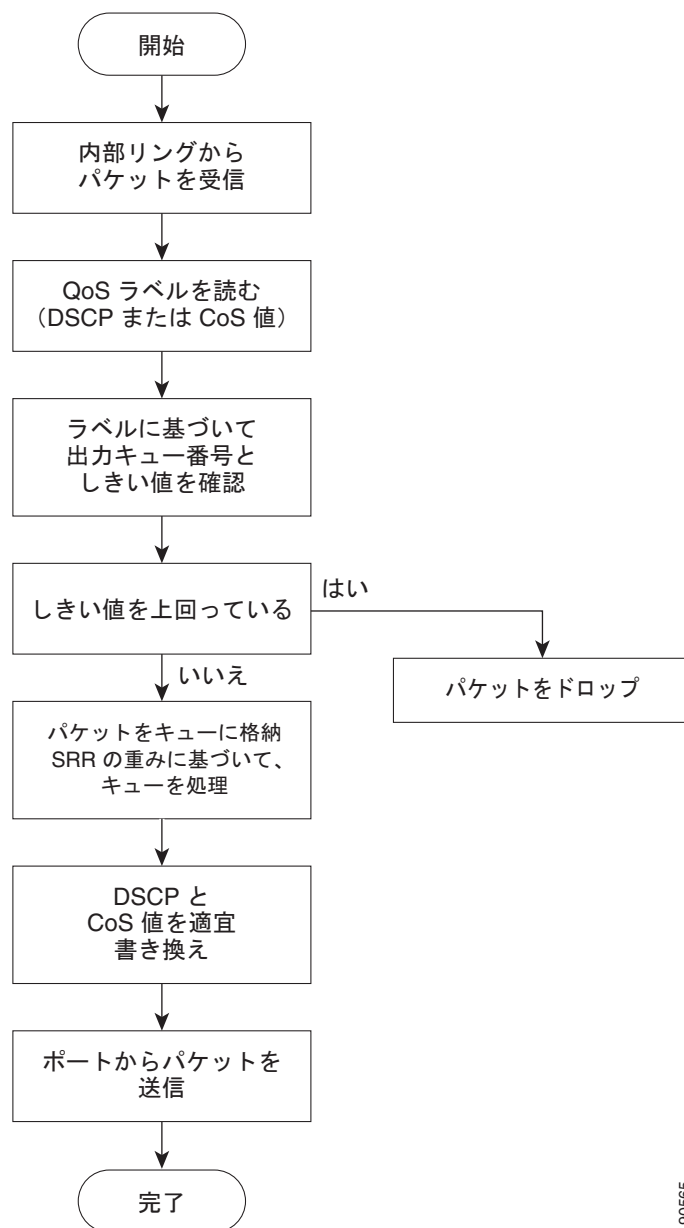 開始
内部リングから
パケットを受信
QoS ラベルを読む
（DSCP または CoS 値）
ラベルに基づいて
出力キュー番号と
しきい値を確認
しきい値を上回っている
はい
いいえ
パケットをドロップ
パケットをキューに格納
SRR の重みに基づいて、
キューを処理
DSCP と
CoS 値を適宜
書き換え
ポートからパケットを
送信
完了